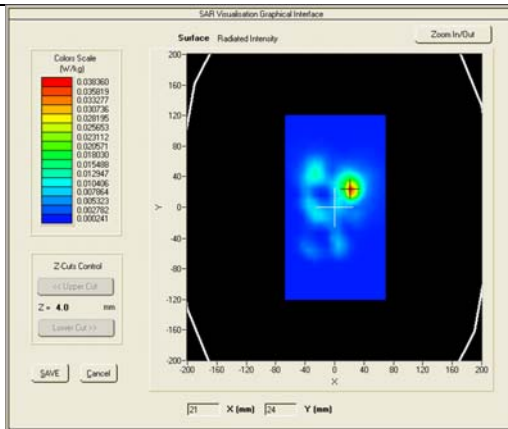 SAR Visualisation Graphical Interface
Surface Radiated Intensity
Zoom In/Out
Colors Scale
(W/kg)
0.038360
0.035819
0.033277
0.030736
0.028195
0.025653
0.023112
0.020571
0.018030
0.015488
0.012947
0.010406
0.007864
0.005323
0.002782
0.000241
Z-Cuts Control
<< Upper Cut
Z = 4.0 mm
Lower Cut >>
SAVE Cancel
200
160
120
80
40
0
-40
-80
-120
-160
-200
Y
-200 -160 -120 -80 -40 0 40 80 120 160 200
X
21 X (mm) 24 Y (mm)